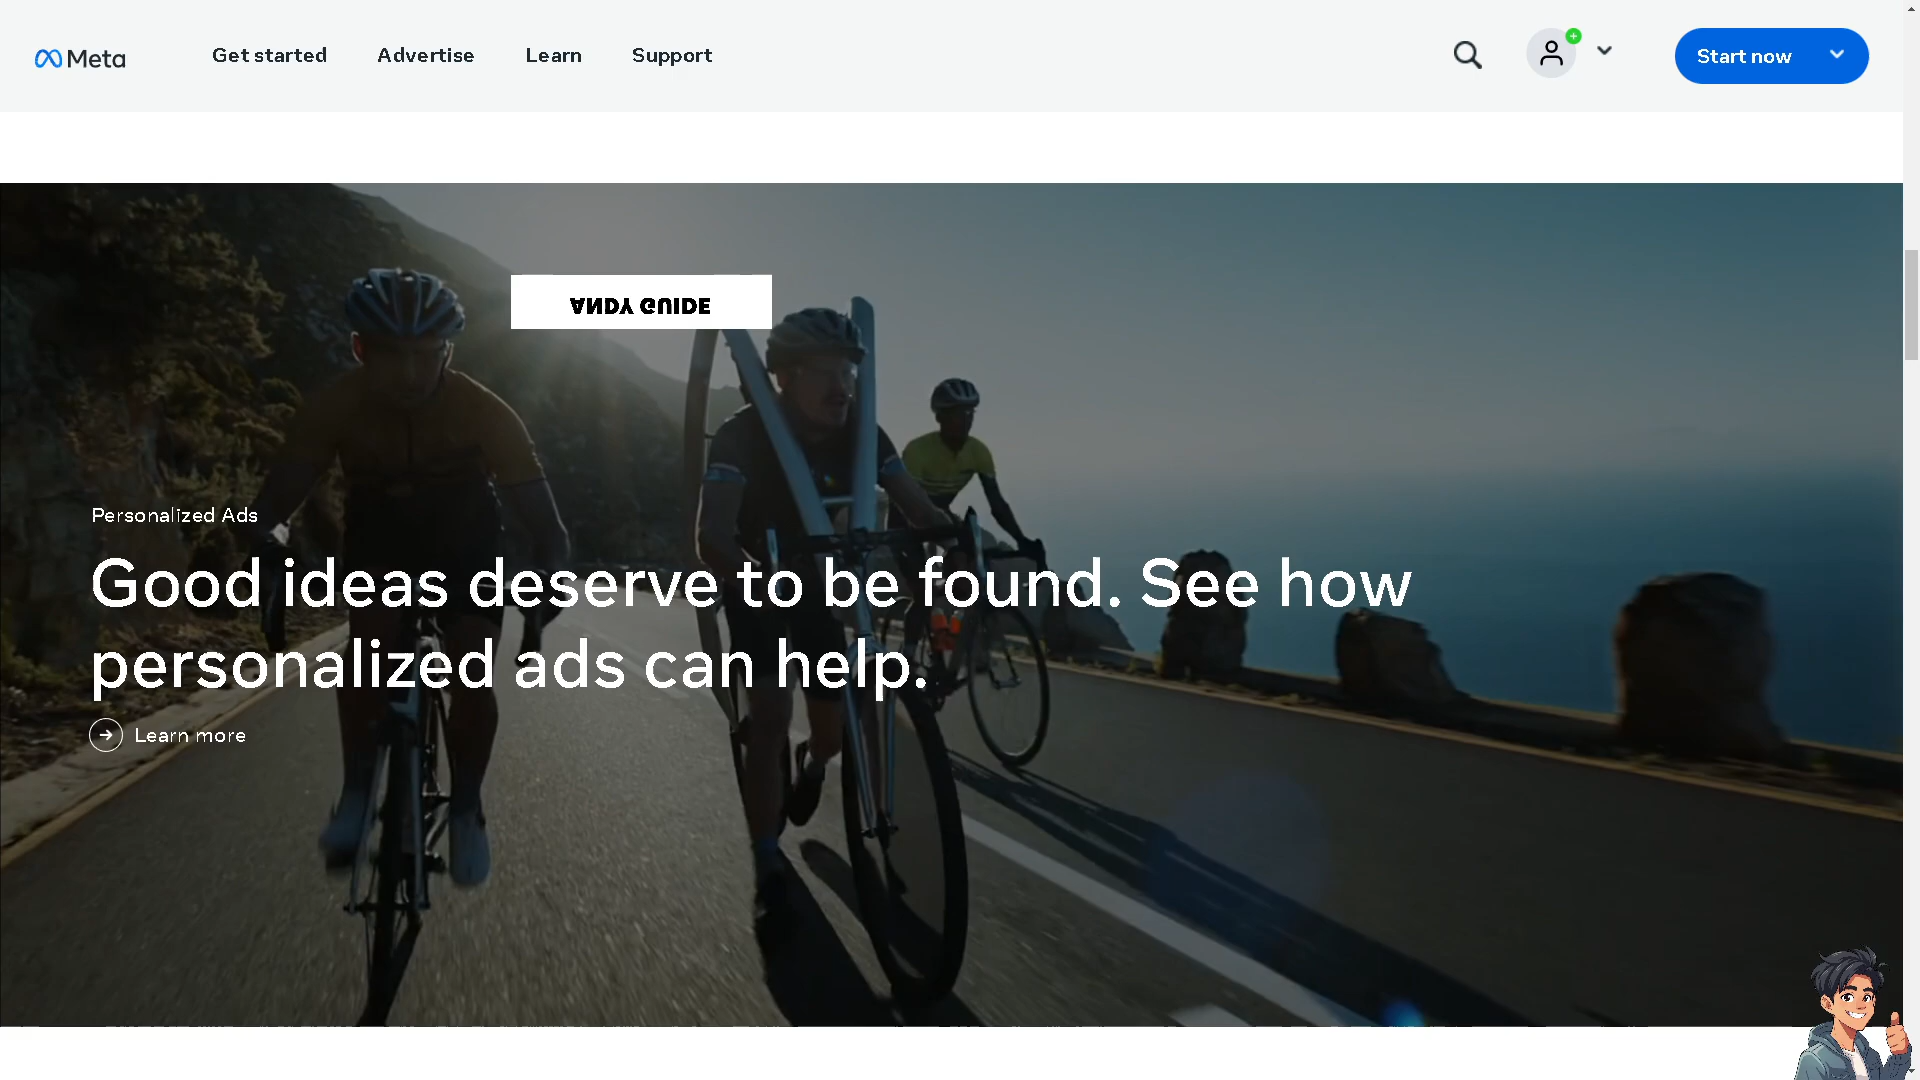 Meta
Get started
Advertise
Learn
Support
Start now
ANDY GUIDE
Personalized Ads
Good ideas deserve to be found. See how
personalized ads can help.
Learn more